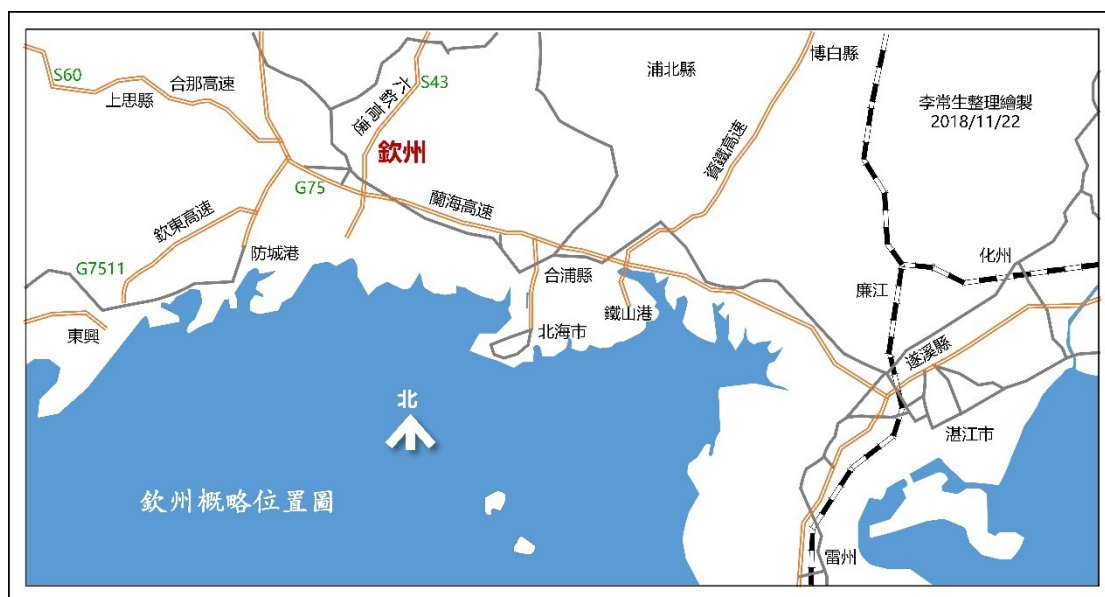 博白縣
S60
合那高速
浦北縣
S43
上思縣
六欽高速
李常生整理繪製
2018/11/22
欽州
資鐵高速
G75
蘭海高速
欽東高速
防城港
化州
G7511
合浦縣
廉江
鐵山港
東興
北海市
遂溪縣
北
湛江市
欽州概略位置圖
雷州